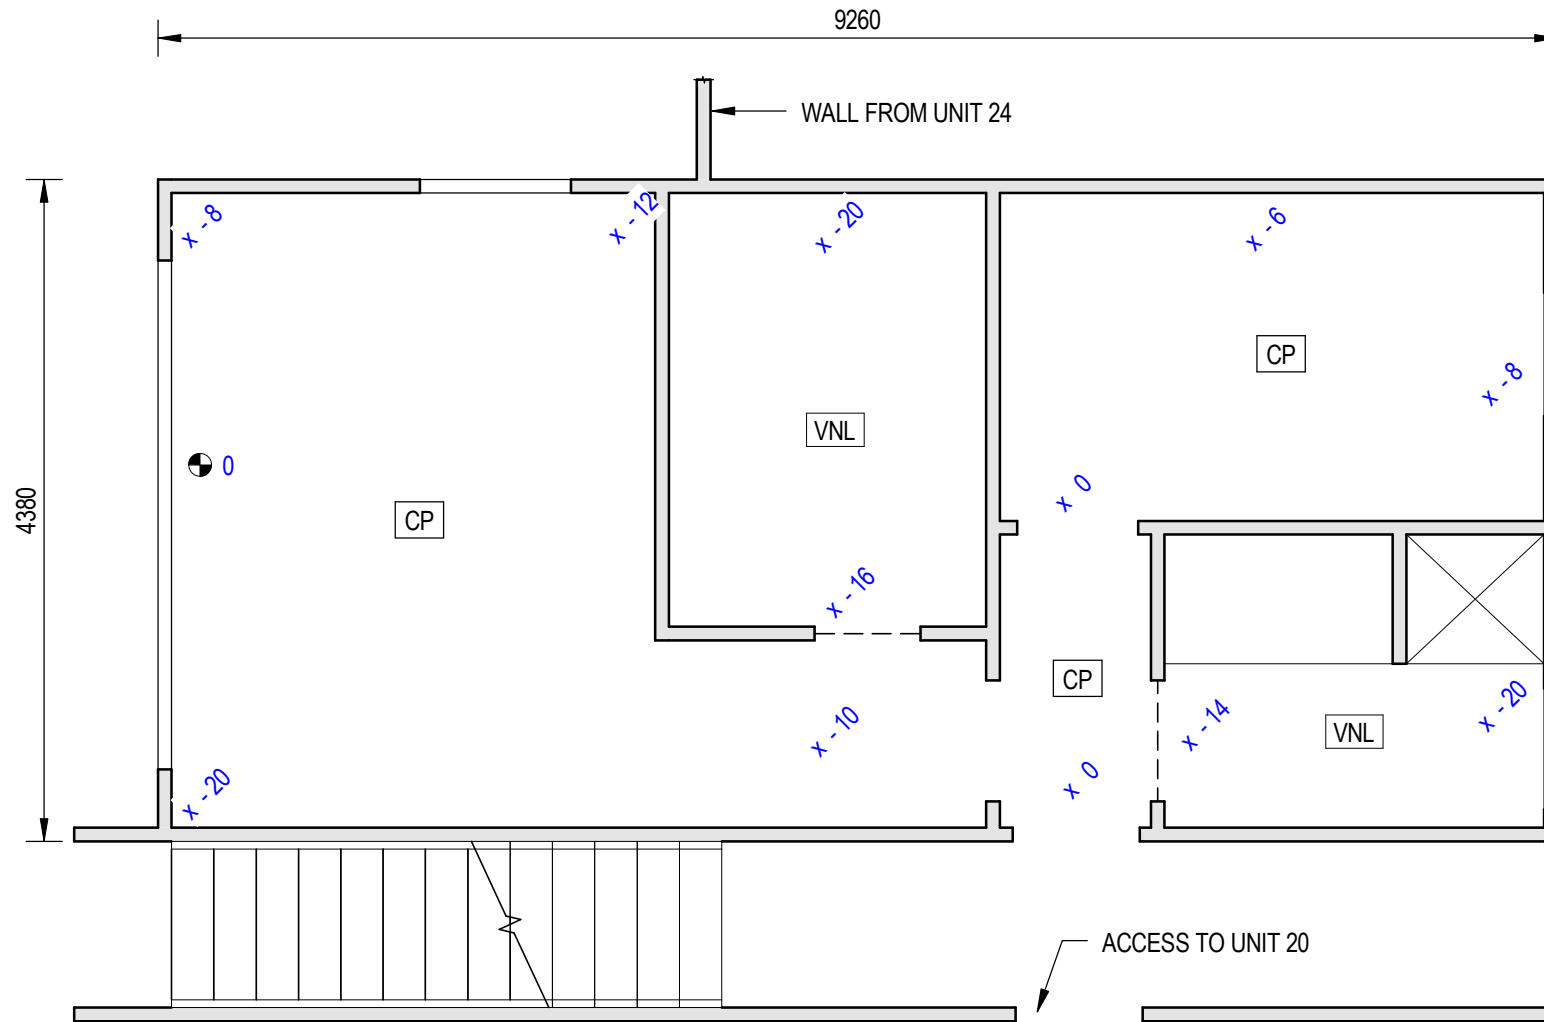 9260
WALL FROM UNIT 24
x - 8
x - 12
x - 20
x - 6
CP
x - 8
VNL
0
4380
CP
x 0
x - 16
CP
x - 10
x - 14
VNL
x - 20
x - 20
x 0
ACCESS TO UNIT 20